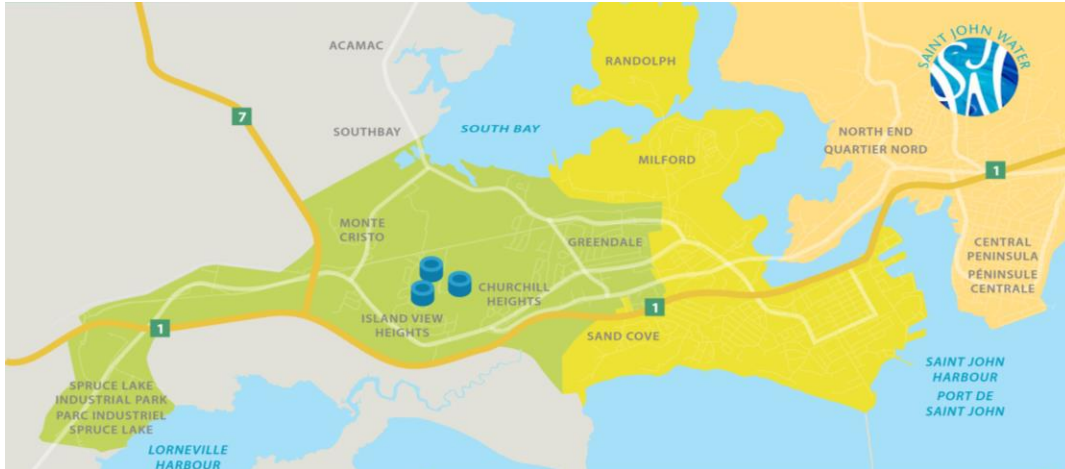 ACAMAC
RANDOLPH
SAINT JOHN WATER
SJW
7
SOUTHBAY
SOUTH BAY
MILFORD
NORTH END
QUARTIER NORD
1
MONTE
CRISTO
GREENDALE
CENTRAL
PENINSULA
PÉNINSULE
CENTRALE
CHURCHILL
HEIGHTS
ISLAND VIEW
HEIGHTS
1
1
SAND COVE
SPRUCE LAKE
INDUSTRIAL PARK
PARC INDUSTRIEL
SPRUCE LAKE
SAINT JOHN
HARBOUR
PORT DE
SAINT JOHN
LORNEVILLE
HARBOUR